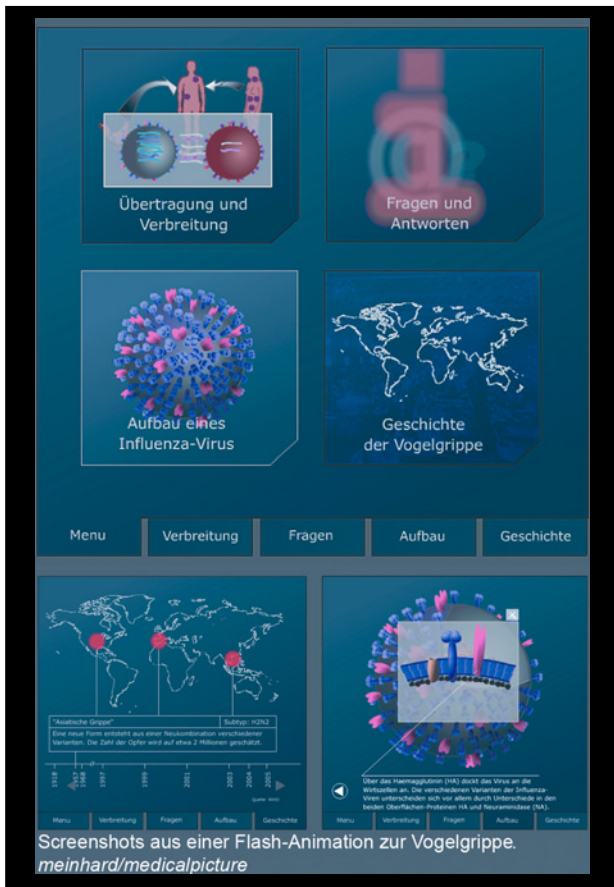 Übertragung und
Verbreitung
Fragen und
Antworten
Aufbau eines
Influenza-Virus
Geschichte
der Vogelgrippe
Menu
Verbreitung
Fragen
Aufbau
Geschichte
"Asiatische Grippe"
Subtyp: H2N2
Eine neue Form entsteht aus einer Neukombination verschiedener
Varianten. Die Zahl der Opfer wird auf etwa 2 Millionen geschätzt.
1918
1957
1968
1997
1999
2001
2003
2004
2005
Quelle: WHO
Menu
Verbreitung
Fragen
Aufbau
Geschichte
Über das Haemagglutinin (HA) dockt das Virus an die
Wirtszellen an. Die verschiedenen Varianten der Influenza-
Viren unterscheiden sich vor allem durch Unterschiede in den
beiden Oberflächen-Proteinen HA und Neuraminidase (NA).
Menu
Verbreitung
Fragen
Aufbau
Geschichte
Screenshots aus einer Flash-Animation zur Vogelgrippe.
meinhard/medicalpicture